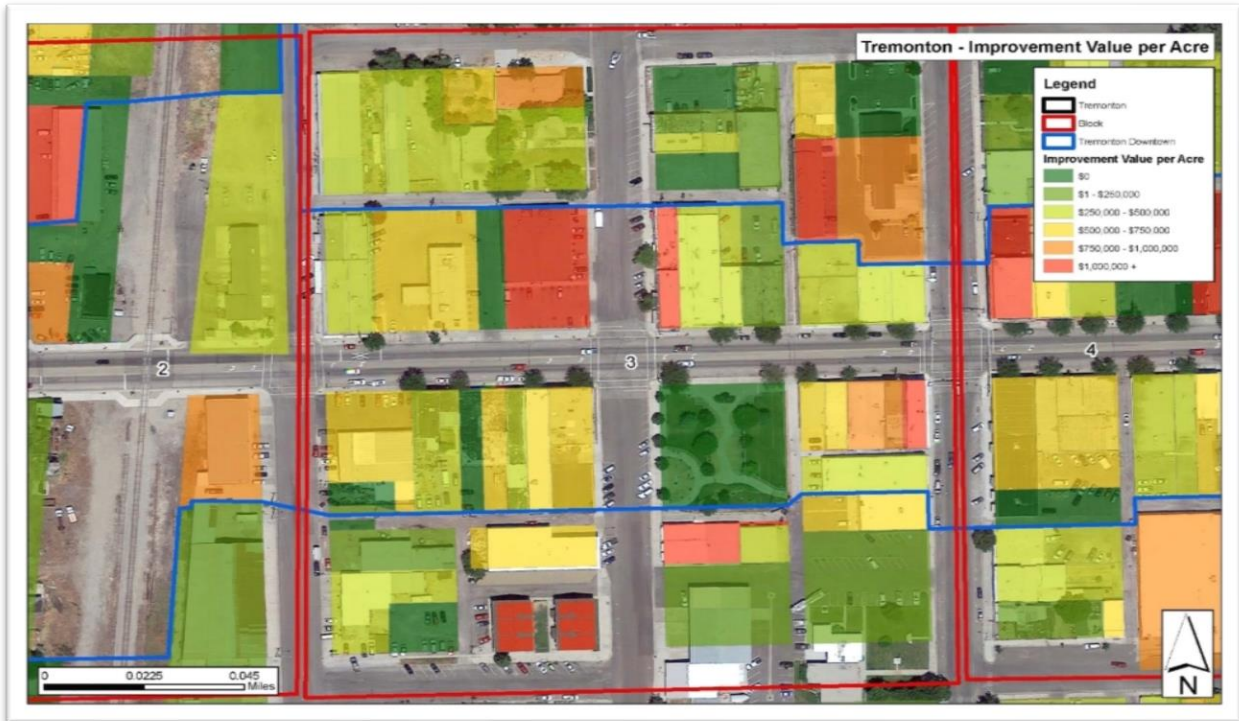 Tremonton - Improvement Value per Acre
Legend
Tremonton
Block
Tremonton Downtown
Improvement Value per Acre
$0
$1 - $250,000
$250,000 - $500,000
$500,000 - $750,000
$750,000 - $1,000,000
$1,000,000 +
2
3
4
0 0.0225 0.045
Miles
N